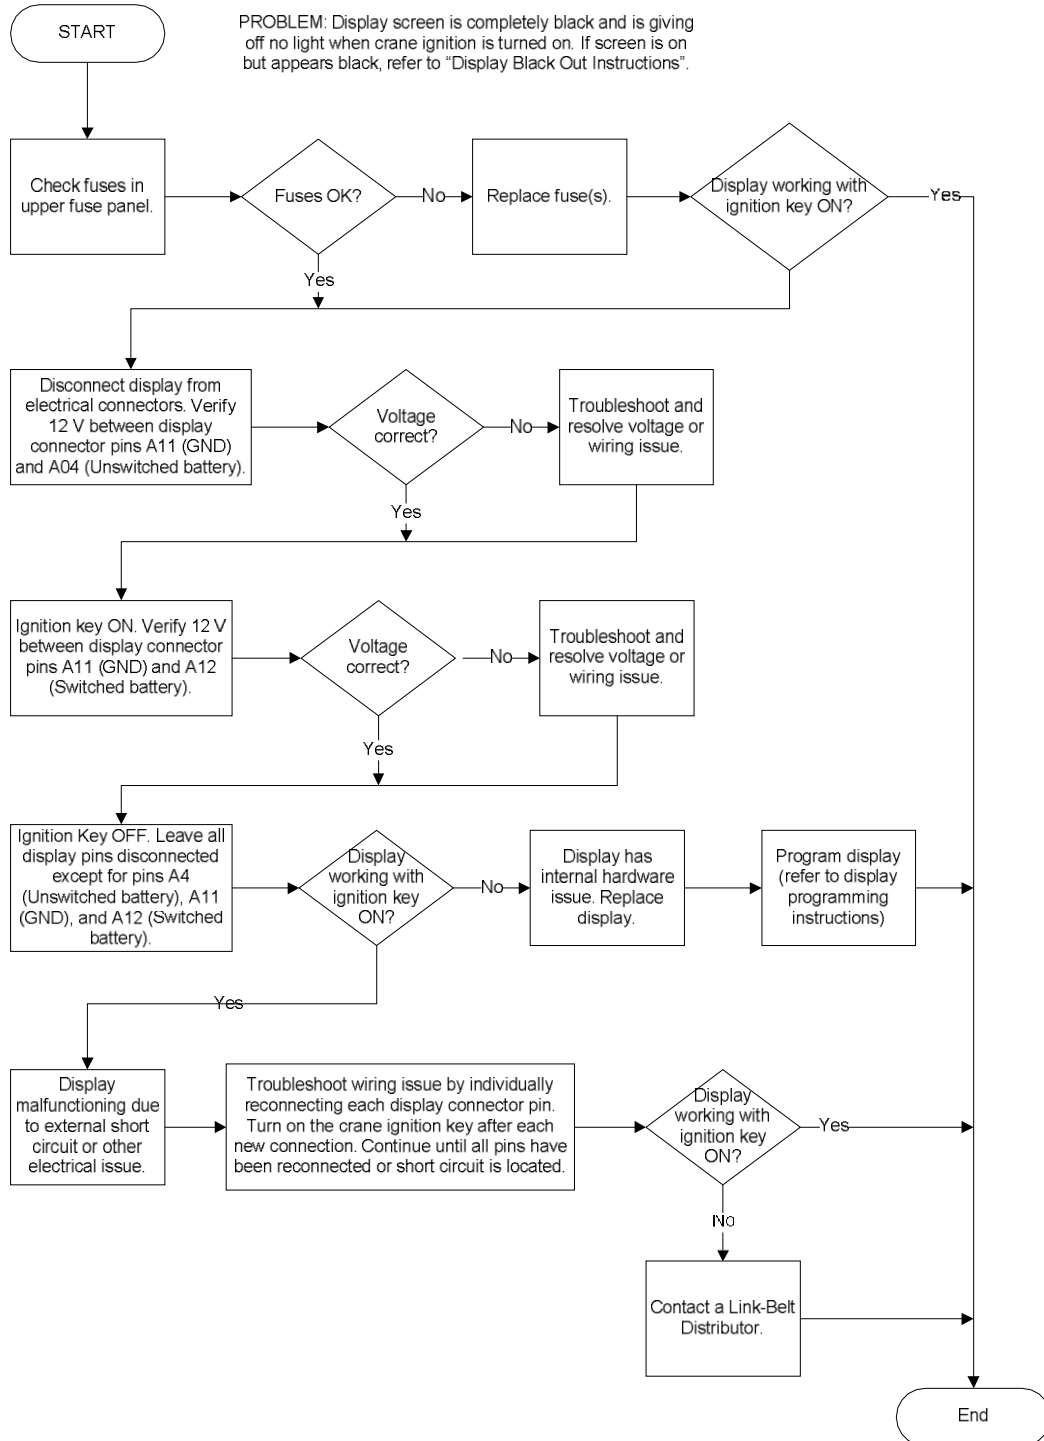 START
PROBLEM: Display screen is completely black and is giving
off no light when crane ignition is turned on. If screen is on
but appears black, refer to “Display Black Out Instructions”.
Check fuses in
upper fuse panel.
Fuses OK?
No
Replace fuse(s).
Display working with
ignition key ON?
Yes
Yes
Disconnect display from
electrical connectors. Verify
12 V between display
connector pins A11 (GND)
and A04 (Unswitched battery).
Voltage
correct?
No
Troubleshoot and
resolve voltage or
wiring issue.
Yes
Ignition key ON. Verify 12 V
between display connector
pins A11 (GND) and A12
(Switched battery).
Voltage
correct?
No
Troubleshoot and
resolve voltage or
wiring issue.
Yes
Ignition Key OFF. Leave all
display pins disconnected
except for pins A4
(Unswitched battery), A11
(GND), and A12 (Switched
battery).
Display
working with
ignition key
ON?
No
Display has
internal hardware
issue. Replace
display.
Program display
(refer to display
programming
instructions)
Yes
Display
malfunctioning due
to external short
circuit or other
electrical issue.
Troubleshoot wiring issue by individually
reconnecting each display connector pin.
Turn on the crane ignition key after each
new connection. Continue until all pins have
been reconnected or short circuit is located.
Display
working with
ignition key
ON?
Yes
No
Contact a Link-Belt
Distributor.
End